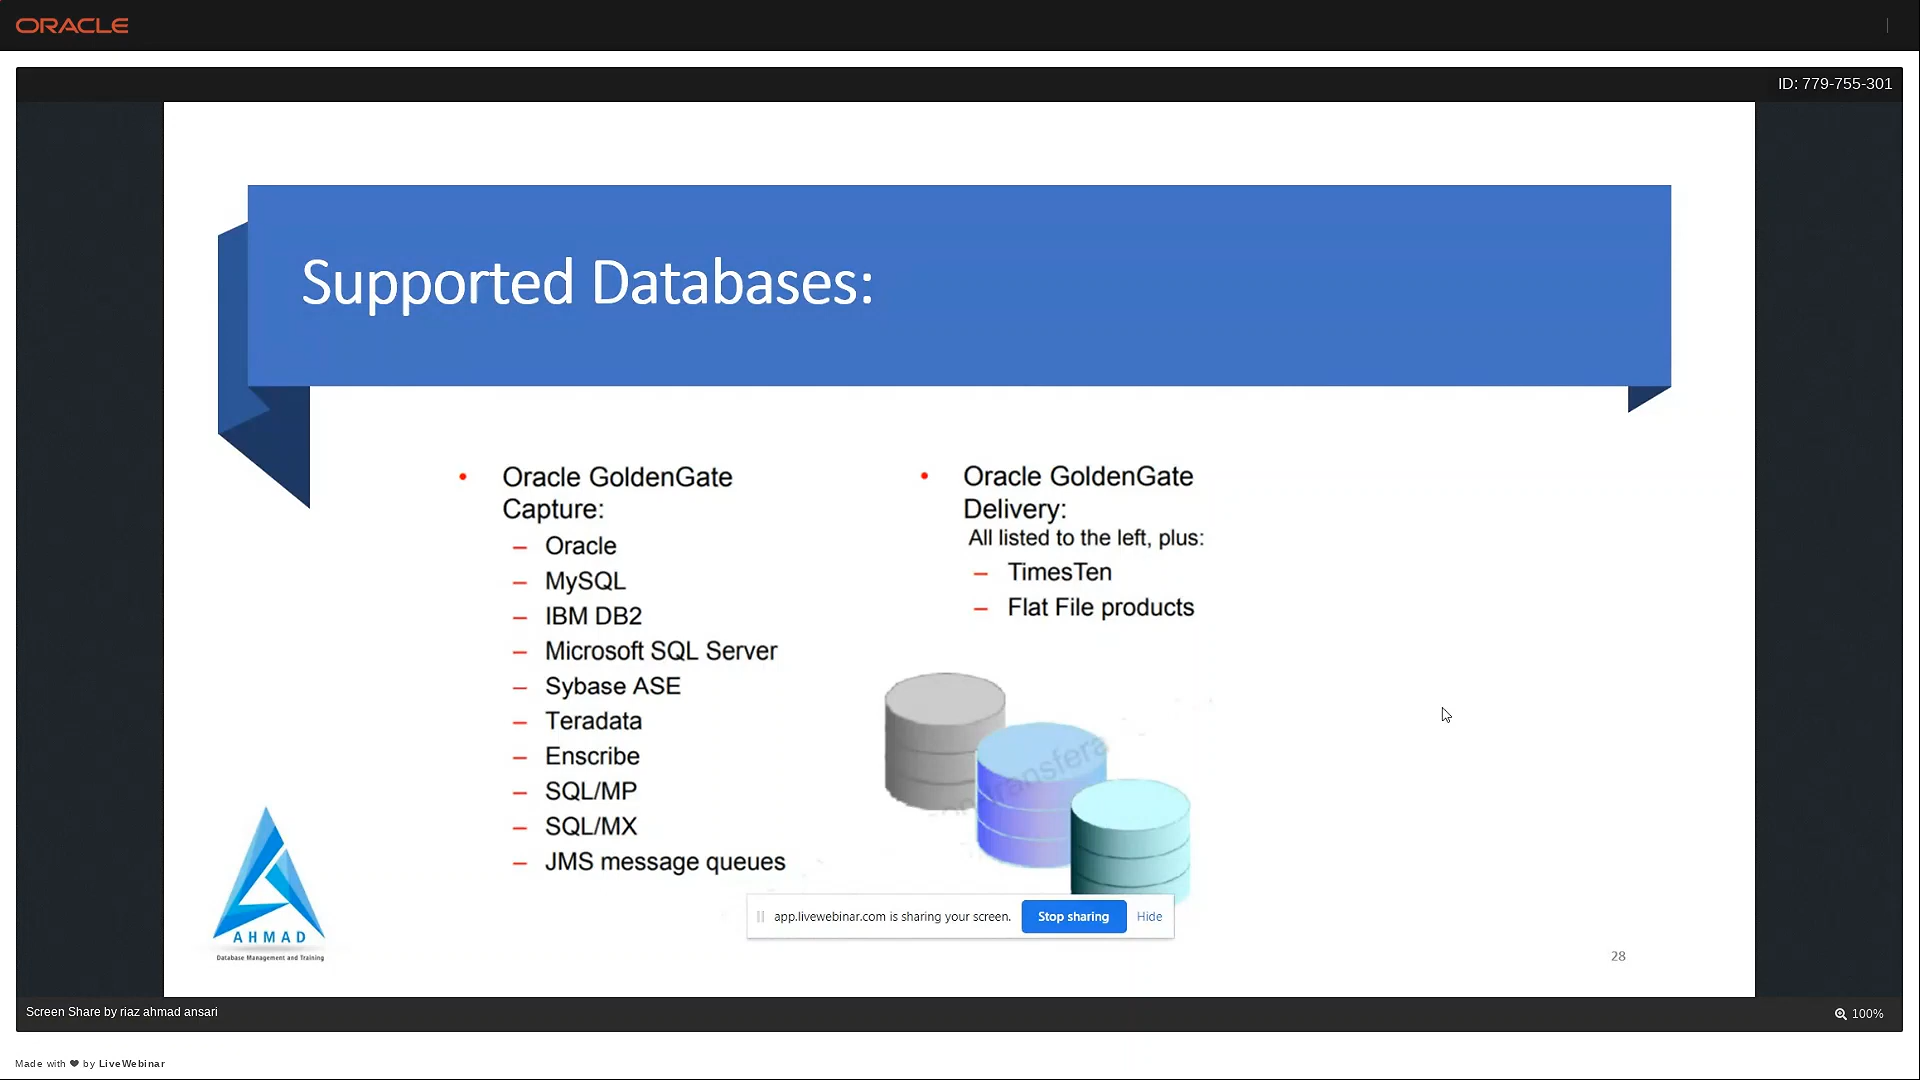 ORACLE
ID: 779-755-301
Supported Databases:
• Oracle GoldenGate
Capture:
– Oracle
– MySQL
– IBM DB2
– Microsoft SQL Server
– Sybase ASE
– Teradata
– Enscribe
– SQL/MP
– SQL/MX
– JMS message queues
• Oracle GoldenGate
Delivery:
All listed to the left, plus:
– TimesTen
– Flat File products
AHMAD
Database Management and Training
app.livewebinar.com is sharing your screen.
Stop sharing
Hide
28
Screen Share by riaz ahmad ansari
100%
Made with ❤ by LiveWebinar